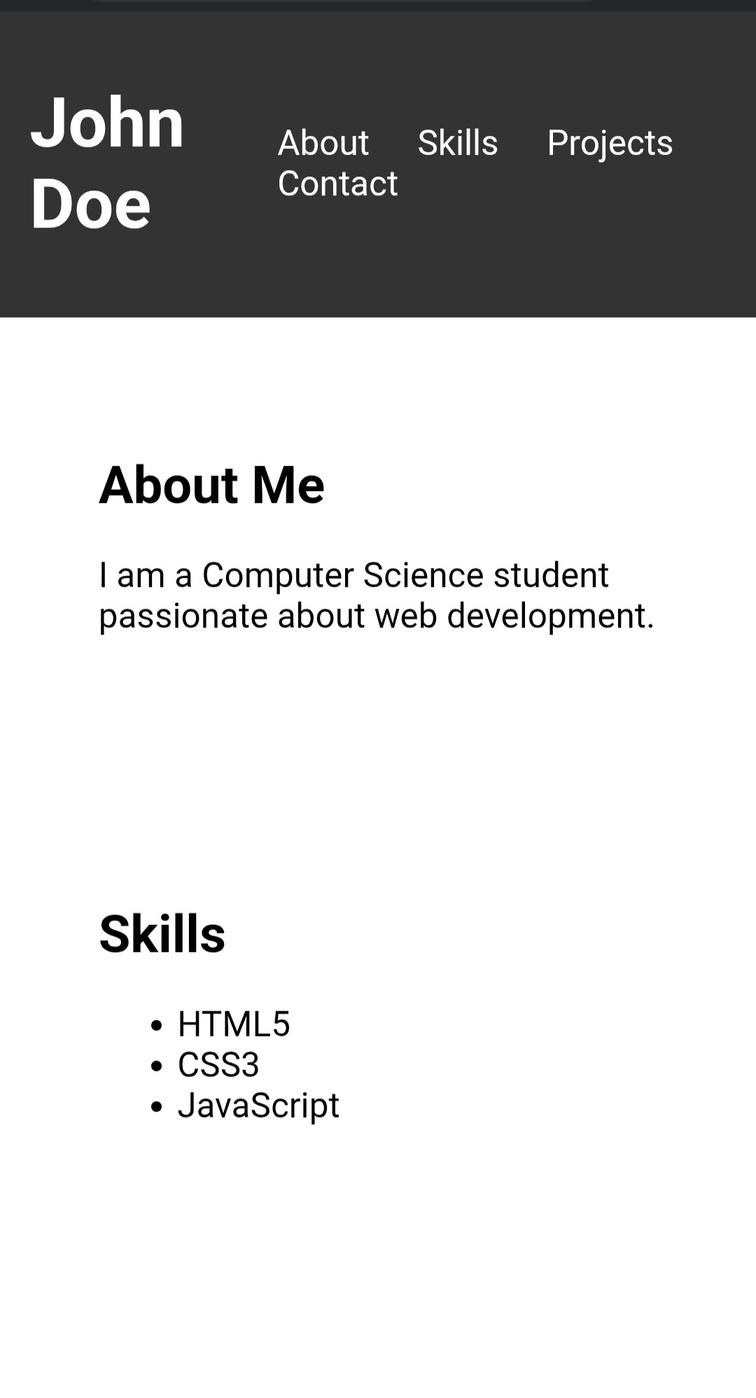 John
Doe
About Skills Projects
Contact
About Me
I am a Computer Science student
passionate about web development.
Skills
• HTML5
• CSS3
• JavaScript